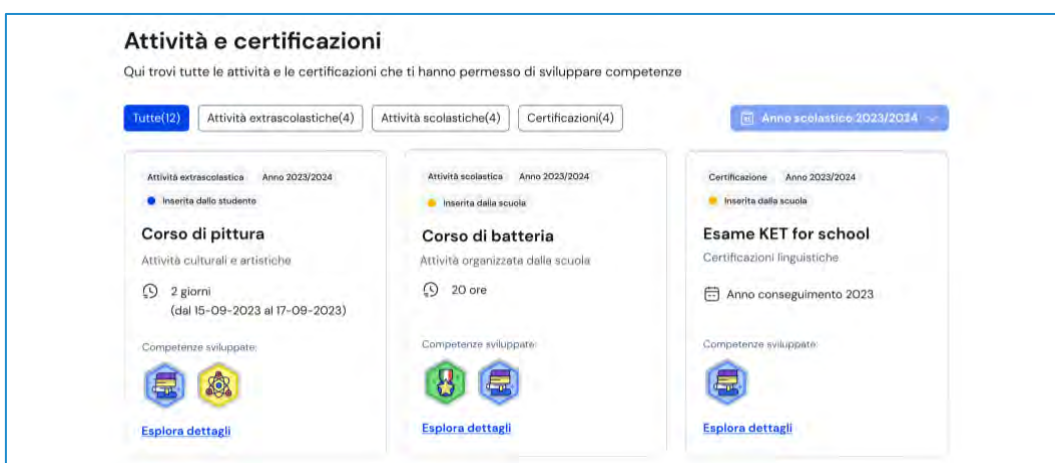 Attività e certificazioni
Qui trovi tutte le attività e le certificazioni che ti hanno permesso di sviluppare competenze
Tutte(12)
Attività extrascolastiche(4)
Attività scolastiche(4)
Certificazioni(4)
Anno scolastico 2023/2024
Attività extrascolastica Anno 2023/2024
Inserita dallo studente
Corso di pittura
Attività culturali e artistiche
2 giorni
(dal 15-09-2023 al 17-09-2023)
Competenze sviluppate:
Esplora dettagli
Attività scolastica Anno 2023/2024
Inserita dalla scuola
Corso di batteria
Attività organizzata dalla scuola
20 ore
Competenze sviluppate:
Esplora dettagli
Certificazione Anno 2023/2024
Inserita dalla scuola
Esame KET for school
Certificazioni linguistiche
Anno conseguimento 2023
Competenze sviluppate:
Esplora dettagli